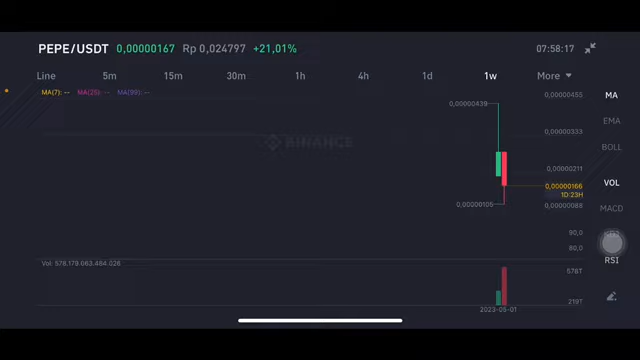 PEPE/USDT 0,00000167 Rp 0,024797 +21,01% 07:58:17
Line 5m 15m 30m 1h 4h 1d 1w More
MA(7): -- MA(25): -- MA(99): --
0,00000455
MA
0,00000439
EMA
0,00000333
BINANCE
BOLL
0,00000211
VOL
0,00000166
1D:23H
0,00000105
0,00000088
MACD
90,0
80,0
RSI
Vol: 578.179.063.484.026
578T
219T
2023-05-01